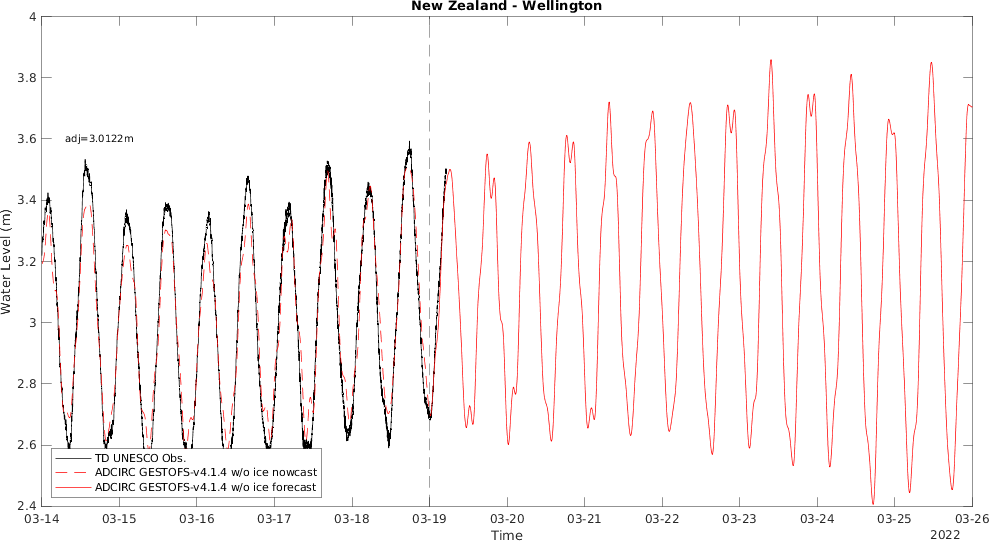 New Zealand - Wellington
4
3.8
3.6
3.4
3.2
3
2.8
2.6
2.4
Water Level (m)
adj=3.0122m
TD UNESCO Obs.
ADCIRC GESTOFS-v4.1.4 w/o ice nowcast
ADCIRC GESTOFS-v4.1.4 w/o ice forecast
03-14 03-15 03-16 03-17 03-18 03-19 03-20 03-21 03-22 03-23 03-24 03-25 03-26
Time
2022